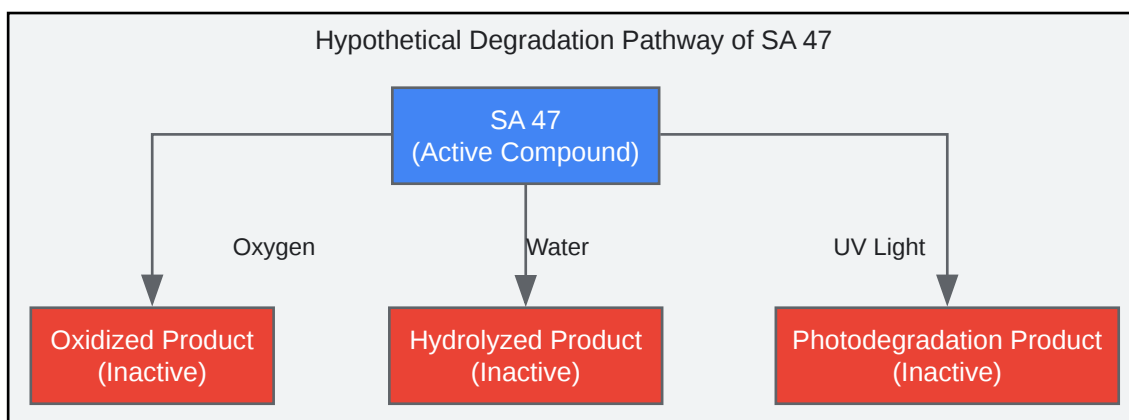 Hypothetical Degradation Pathway of SA 47
SA 47
(Active Compound)
Oxygen
Water
UV Light
Oxidized Product
(Inactive)
Hydrolyzed Product
(Inactive)
Photodegradation Product
(Inactive)